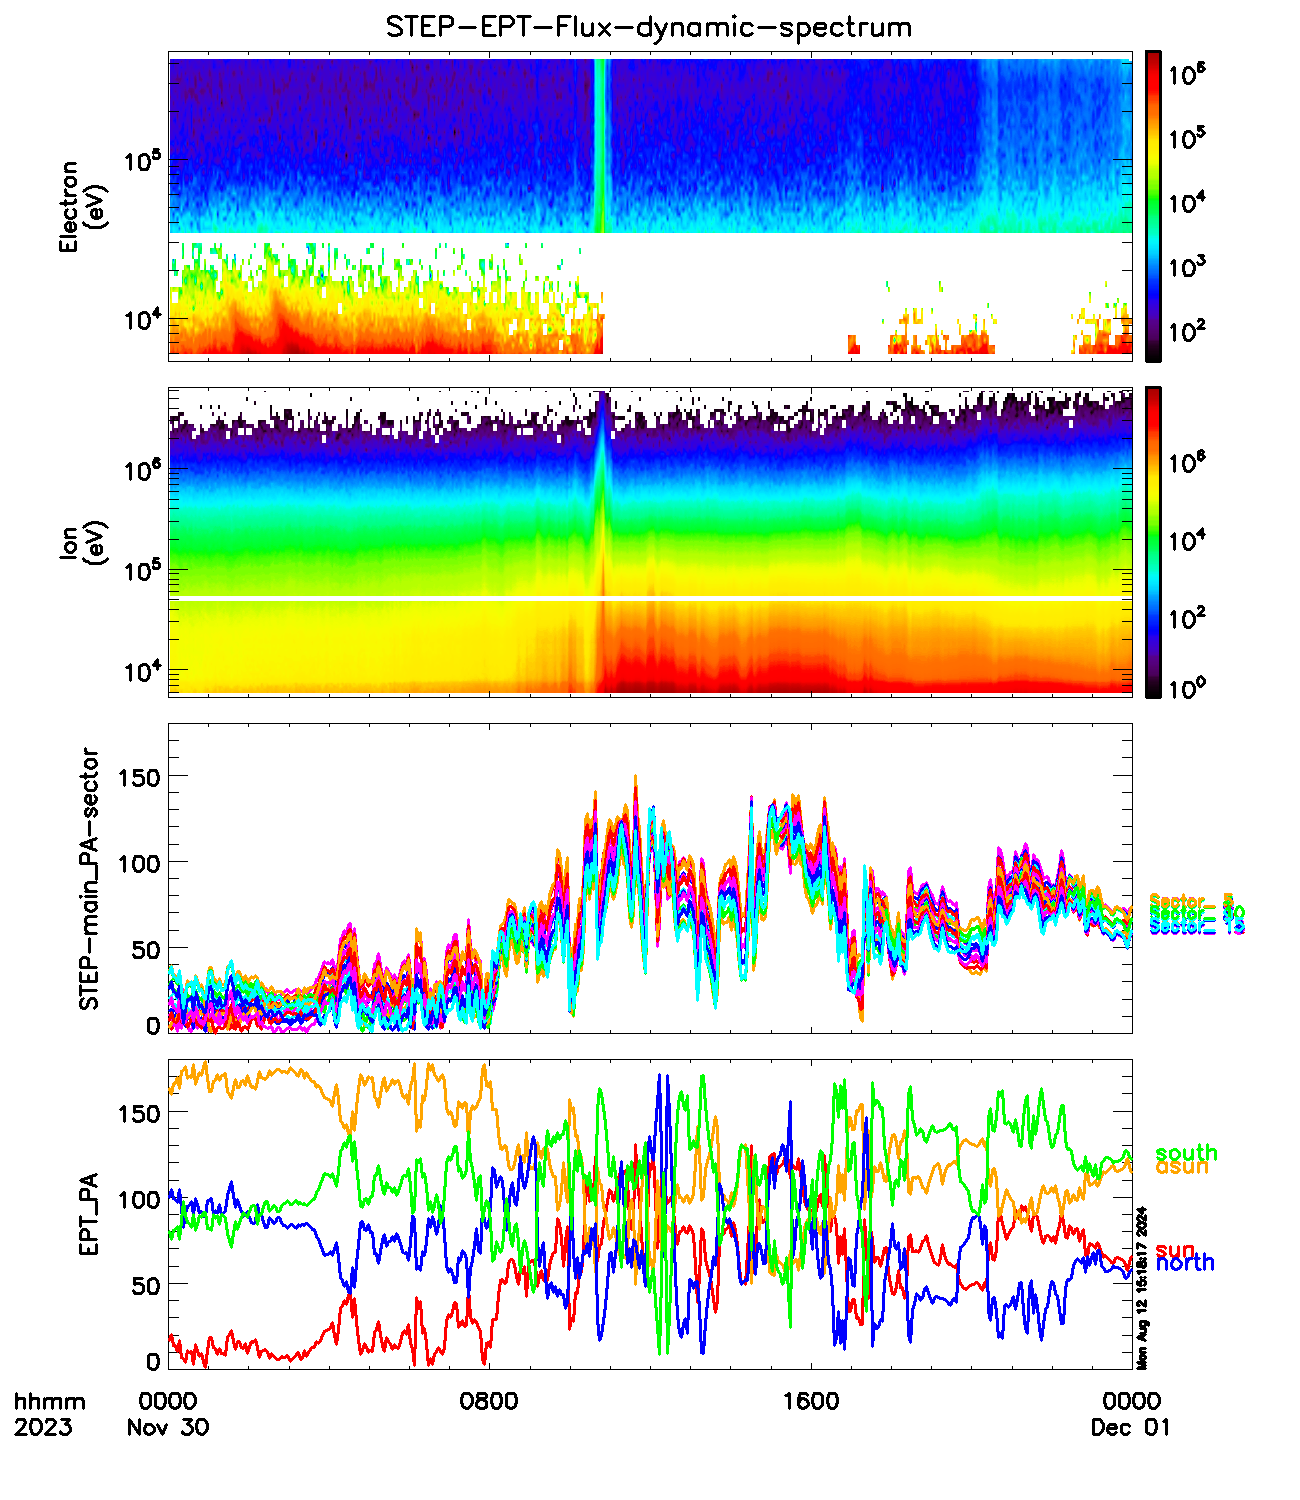 STEP-EPT-Flux-dynamic-spectrum
Electron
(eV)
10^5
10^4
10^6
10^5
10^4
10^3
10^2
Ion
(eV)
10^6
10^5
10^4
10^6
10^4
10^2
10^0
STEP-main_PA-sector
150
100
50
0
Sector_ 5
Sector_ 10
Sector_ 15
EPT_PA
150
100
50
0
south
asun
sun
north
Mon Aug 12 15:18:17 2024
hhmm
2023
0000
Nov 30
0800
1600
0000
Dec 01